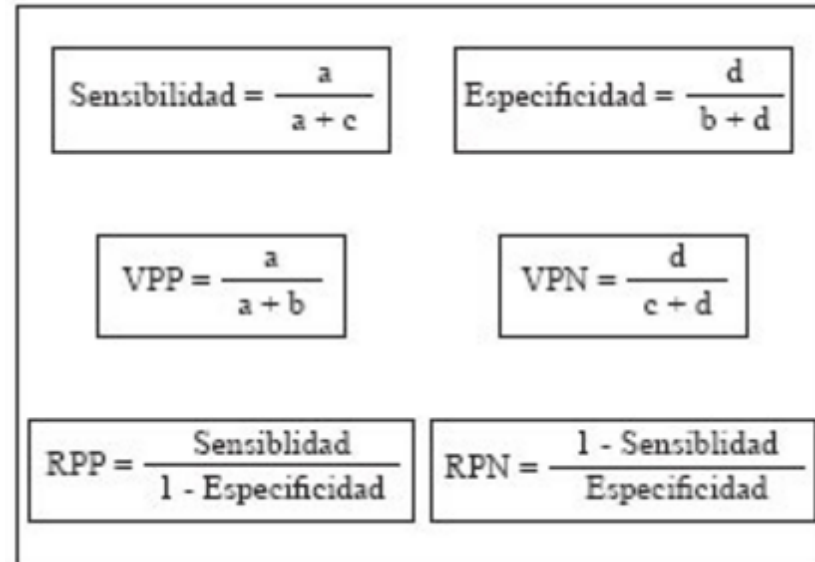 Sensibilidad = a / a + c
Especificidad = d / b + d
VPP = a / a + b
VPN = d / c + d
RPP = Sensiblidad / 1 - Especificidad
RPN = 1 - Sensiblidad / Especificidad